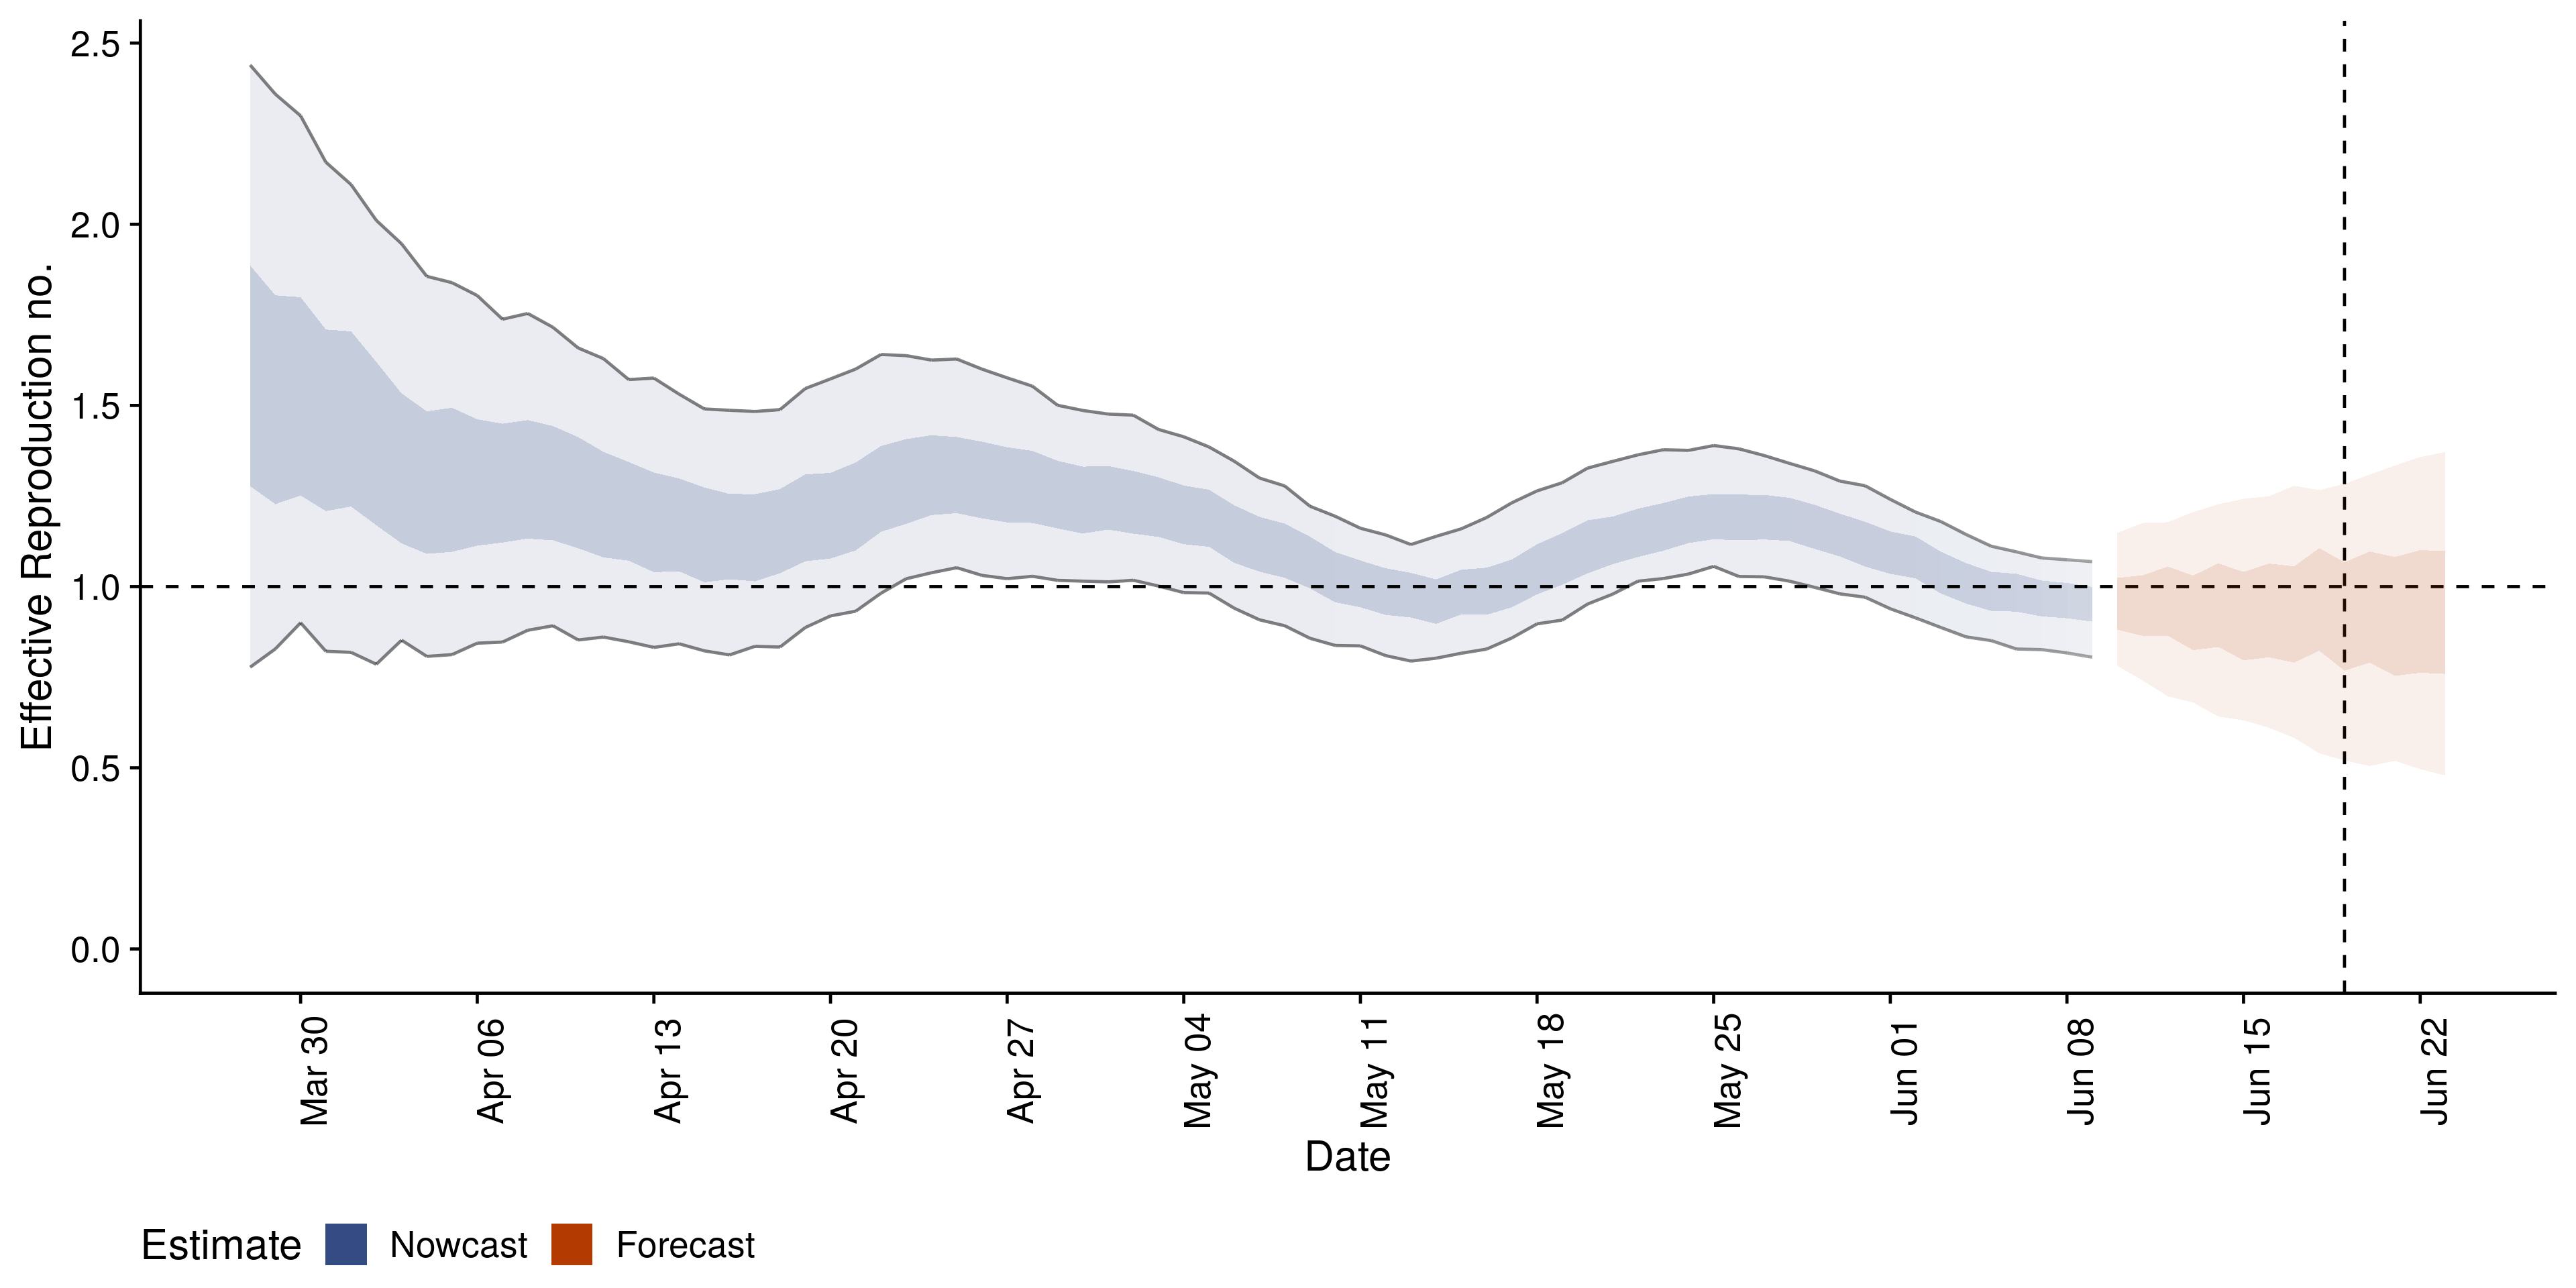 Effective Reproduction no.
2.5
2.0
1.5
1.0
0.5
0.0
Mar 30
Apr 06
Apr 13
Apr 20
Apr 27
May 04
May 11
May 18
May 25
Jun 01
Jun 08
Jun 15
Jun 22
Date
Estimate Nowcast Forecast